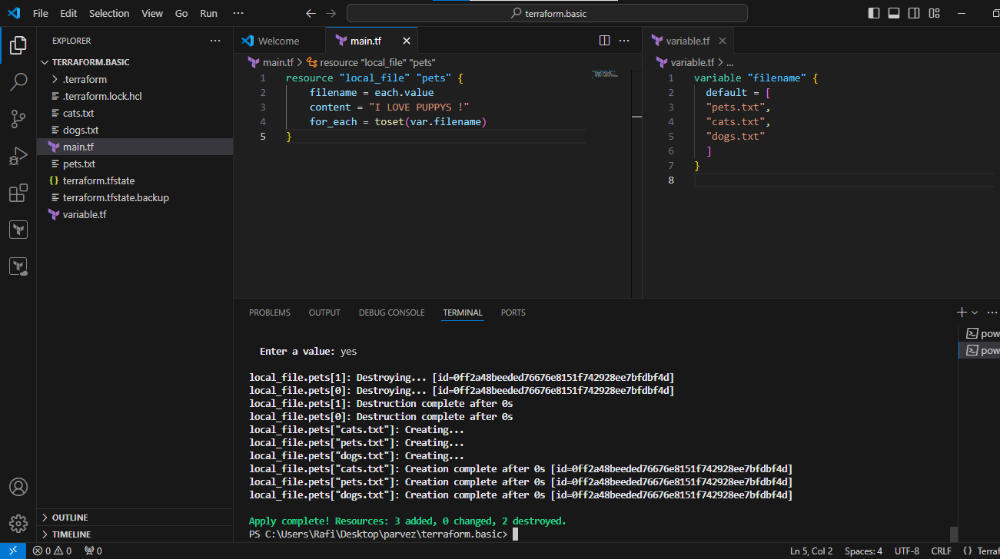 File Edit Selection View Go Run ···
terraform.basic
EXPLORER
TERRAFORM.BASIC
.terraform
.terraform.lock.hcl
cats.txt
dogs.txt
main.tf
pets.txt
terraform.tfstate
terraform.tfstate.backup
variable.tf
OUTLINE
TIMELINE
Welcome
main.tf
main.tf > resource "local_file" "pets"
1 resource "local_file" "pets" {
2 filename = each.value
3 content = "I LOVE PUPPYS !"
4 for_each = toset(var.filename)
5 }
variable.tf
variable.tf > ...
1 variable "filename" {
2 default = [
3 "pets.txt",
4 "cats.txt",
5 "dogs.txt"
6 ]
7 }
8
PROBLEMS OUTPUT DEBUG CONSOLE TERMINAL PORTS
pow
pow
Enter a value: yes
local_file.pets[1]: Destroying... [id=0ff2a48beeded76676e8151f742928ee7bfdbf4d]
local_file.pets[0]: Destroying... [id=0ff2a48beeded76676e8151f742928ee7bfdbf4d]
local_file.pets[1]: Destruction complete after 0s
local_file.pets[0]: Destruction complete after 0s
local_file.pets["cats.txt"]: Creating...
local_file.pets["pets.txt"]: Creating...
local_file.pets["dogs.txt"]: Creating...
local_file.pets["cats.txt"]: Creation complete after 0s [id=0ff2a48beeded76676e8151f742928ee7bfdbf4d]
local_file.pets["pets.txt"]: Creation complete after 0s [id=0ff2a48beeded76676e8151f742928ee7bfdbf4d]
local_file.pets["dogs.txt"]: Creation complete after 0s [id=0ff2a48beeded76676e8151f742928ee7bfdbf4d]
Apply complete! Resources: 3 added, 0 changed, 2 destroyed.
PS C:\Users\Rafi\Desktop\parvez\terraform.basic>
0 0 0 Ln 5, Col 2 Spaces: 4 UTF-8 CRLF {} Terraf